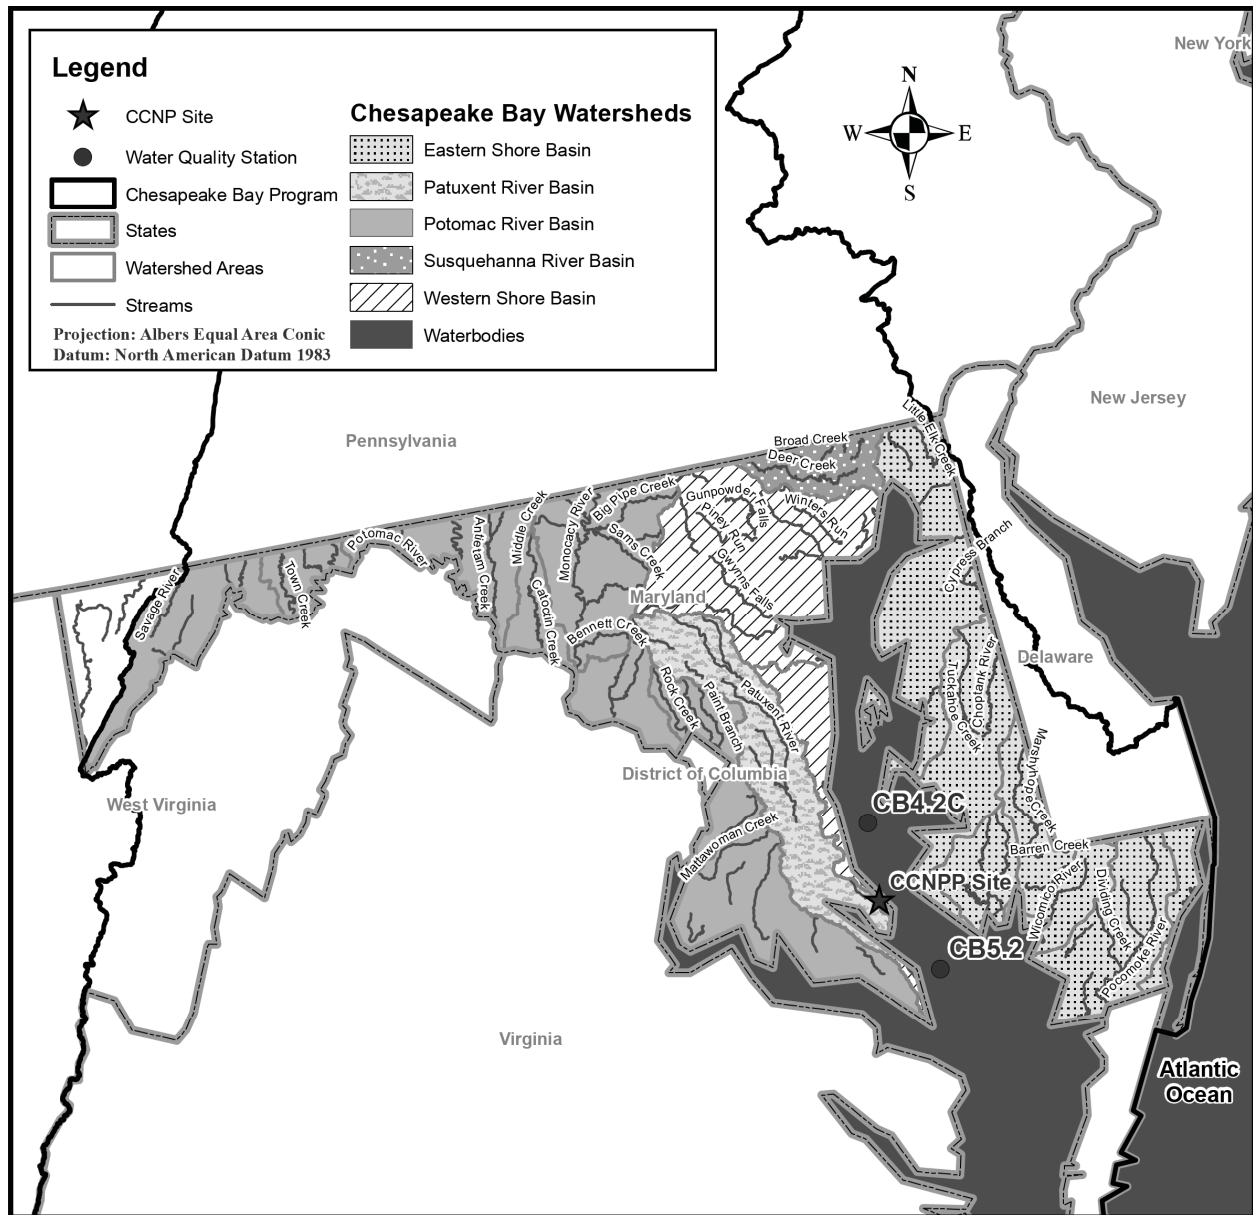 New York
Legend
CCNP Site
Water Quality Station
Chesapeake Bay Program
States
Watershed Areas
Streams
Projection: Albers Equal Area Conic
Datum: North American Datum 1983
Chesapeake Bay Watersheds
Eastern Shore Basin
Patuxent River Basin
Potomac River Basin
Susquehanna River Basin
Western Shore Basin
Waterbodies
N
W
E
S
New Jersey
Pennsylvania
Little Elk Creek
Broad Creek
Deer Creek
Big Pipe Creek
Gunpowder Falls
Winters Run
Piney Run
Middle Creek
Monocacy River
Antietam Creek
Potomac River
Sams Creek
Cypress Branch
Town Creek
Savage River
Gwynns Falls
Catoctin Creek
Maryland
Bennett Creek
Delaware
Tuckahoe Creek
Choptank River
Rock Creek
Paint Branch
Patuxent River
Marshyhope Creek
District of Columbia
West Virginia
CB4.2C
Mattawoman Creek
Barren Creek
CCNPP Site
Wicomico River
Dividing Creek
Pocomoke River
CB5.2
Virginia
Atlantic
Ocean